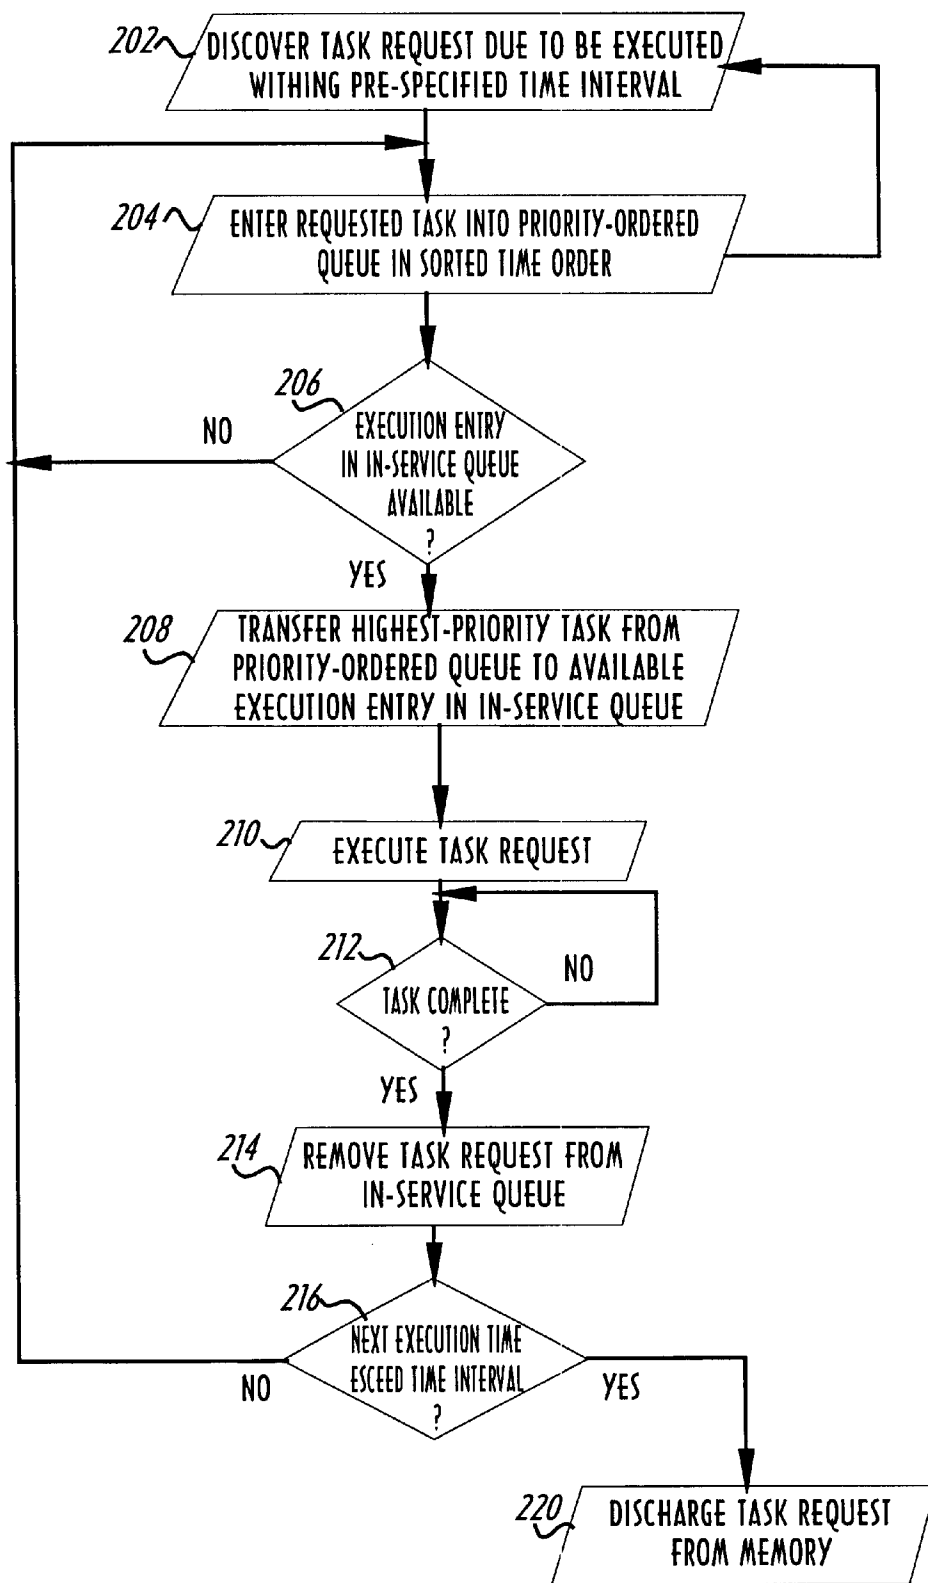 202
DISCOVER TASK REQUEST DUE TO BE EXECUTED
WITHING PRE-SPECIFIED TIME INTERVAL
204
ENTER REQUESTED TASK INTO PRIORITY-ORDERED
QUEUE IN SORTED TIME ORDER
206
NO
EXECUTION ENTRY
IN IN-SERVICE QUEUE
AVAILABLE
?
YES
208
TRANSFER HIGHEST-PRIORITY TASK FROM
PRIORITY-ORDERED QUEUE TO AVAILABLE
EXECUTION ENTRY IN IN-SERVICE QUEUE
210
EXECUTE TASK REQUEST
212
NO
TASK COMPLETE
?
YES
214
REMOVE TASK REQUEST FROM
IN-SERVICE QUEUE
216
NEXT EXECUTION TIME
ESCEED TIME INTERVAL
?
NO
YES
220
DISCHARGE TASK REQUEST
FROM MEMORY